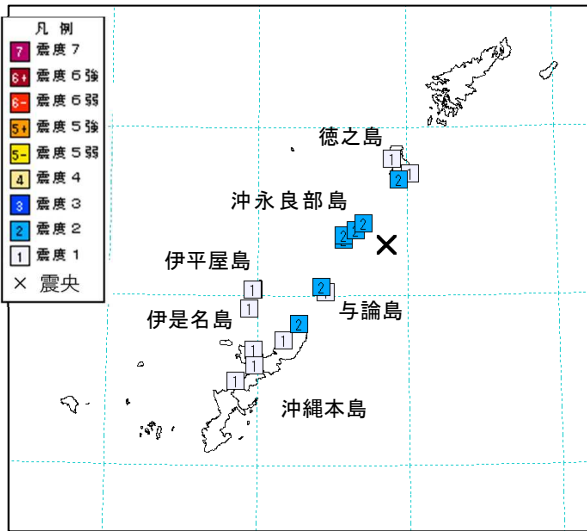 凡 例
7 震度 7
6+ 震度 6 強
6- 震度 6 弱
5+ 震度 5 強
5- 震度 5 弱
4 震度 4
3 震度 3
2 震度 2
1 震度 1
× 震央
徳之島
1
1
2
沖永良部島
2
2
2
伊平屋島
1
2
1
与論島
伊是名島
1
2
1
1
1
1
沖縄本島